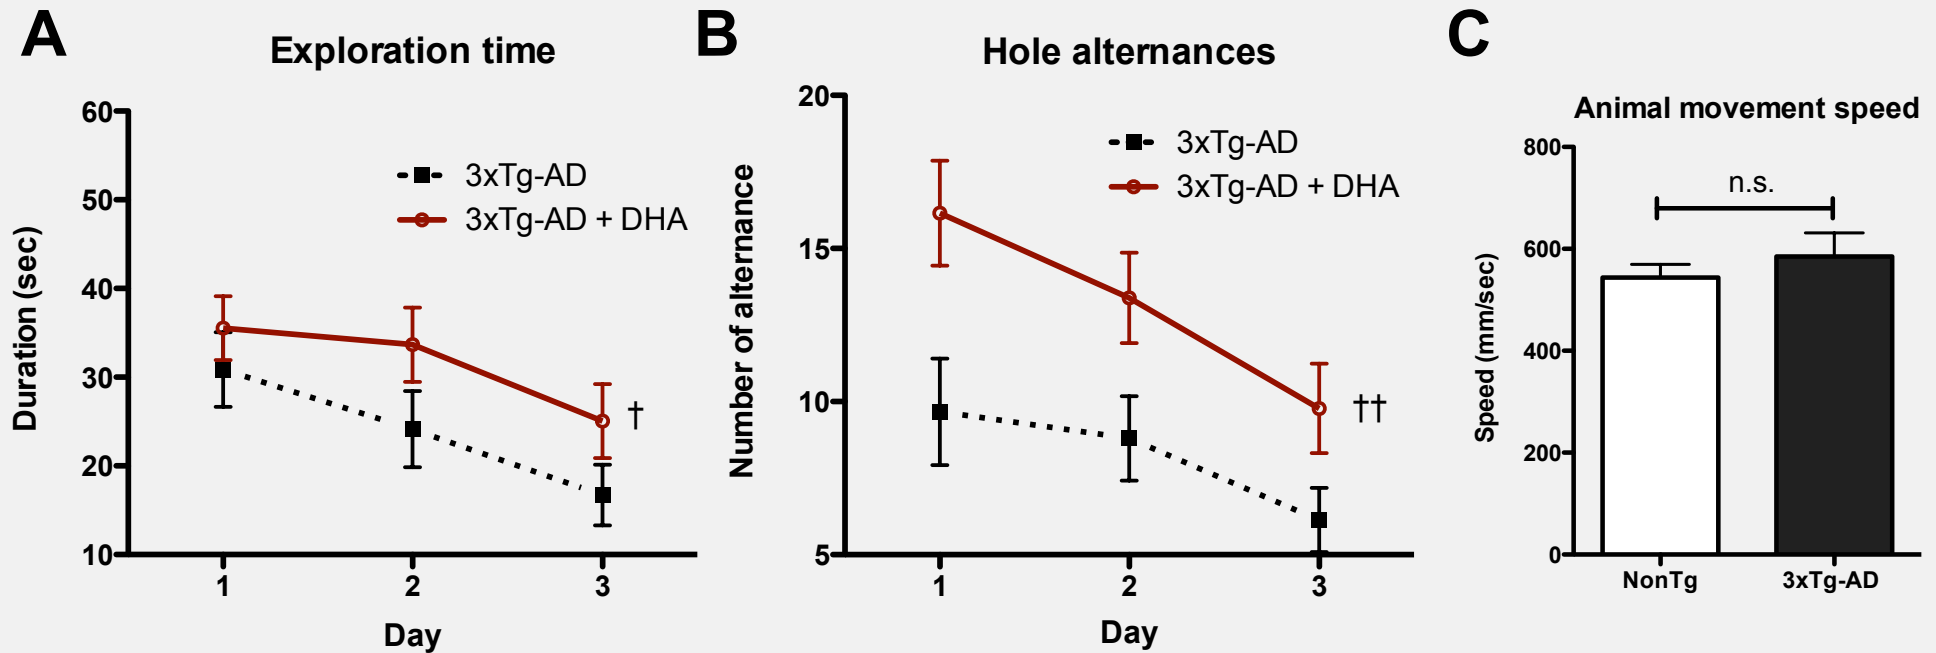 A
Exploration time
Duration (sec)
60
50
40
30
20
10
3xTg-AD
3xTg-AD + DHA
†
1 2 3
Day
B
Hole alternances
Number of alternance
20
15
10
5
3xTg-AD
3xTg-AD + DHA
††
1 2 3
Day
C
Animal movement speed
Speed (mm/sec)
800
600
400
200
0
n.s.
NonTg 3xTg-AD